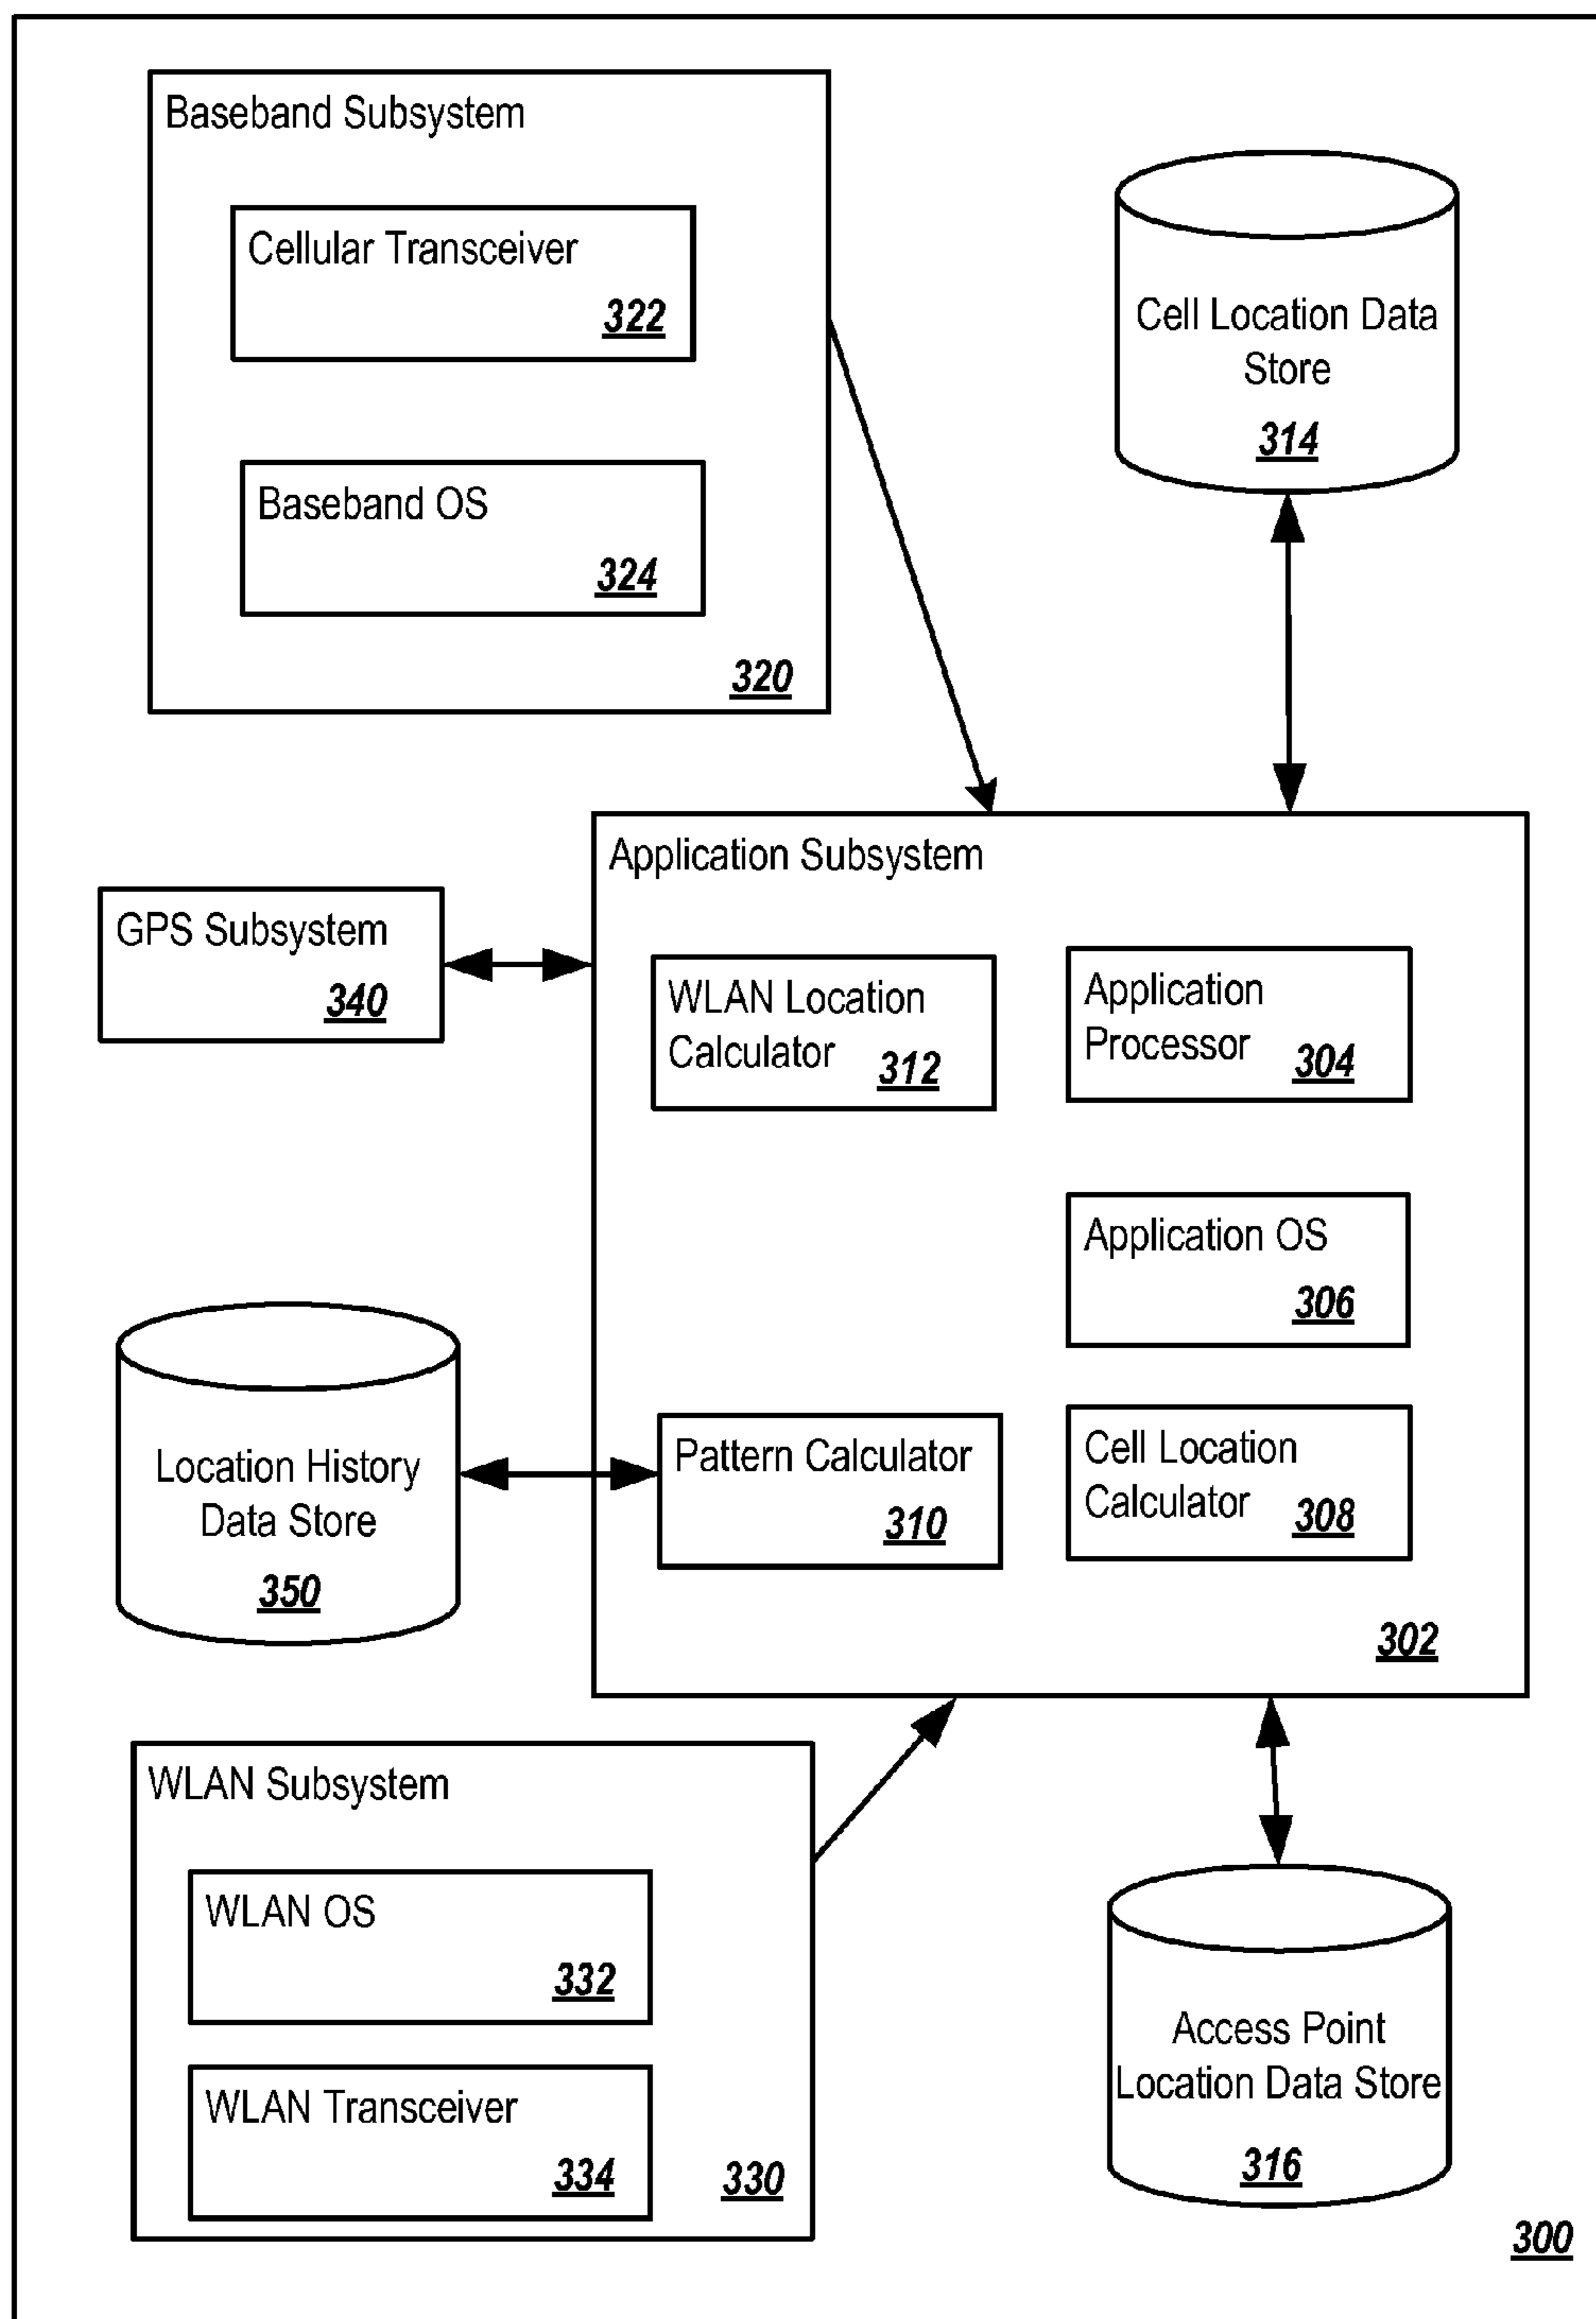 Baseband Subsystem
Cellular Transceiver
322
Baseband OS
324
320
Cell Location Data
Store
314
Application Subsystem
GPS Subsystem
340
WLAN Location
Calculator 312
Application
Processor 304
Application OS
306
Location History
Data Store
350
Pattern Calculator
310
Cell Location
Calculator 308
302
WLAN Subsystem
WLAN OS
332
WLAN Transceiver
334
330
Access Point
Location Data Store
316
300